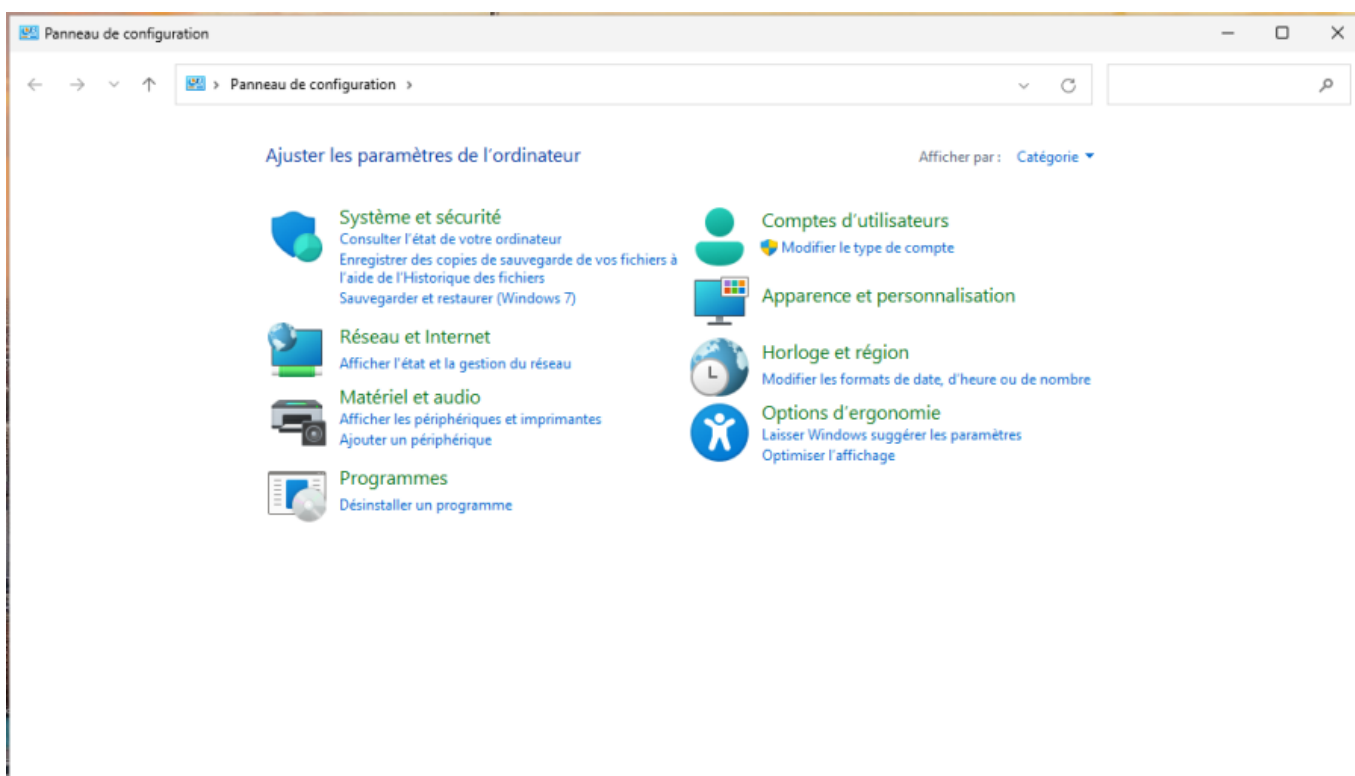 Panneau de configuration
Panneau de configuration
Ajuster les paramètres de l'ordinateur
Afficher par : Catégorie
Système et sécurité
Consulter l'état de votre ordinateur
Enregistrer des copies de sauvegarde de vos fichiers à
l'aide de l'Historique des fichiers
Sauvegarder et restaurer (Windows 7)
Réseau et Internet
Afficher l'état et la gestion du réseau
Matériel et audio
Afficher les périphériques et imprimantes
Ajouter un périphérique
Programmes
Désinstaller un programme
Comptes d'utilisateurs
Modifier le type de compte
Apparence et personnalisation
Horloge et région
Modifier les formats de date, d'heure ou de nombre
Options d'ergonomie
Laisser Windows suggérer les paramètres
Optimiser l'affichage